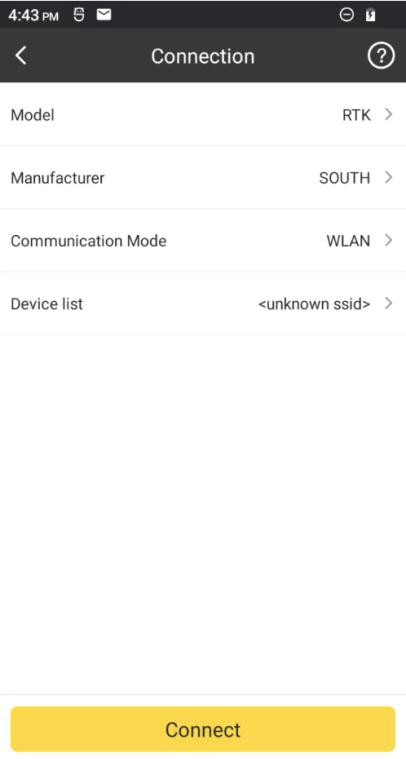 4:43 PM
Connection
Model RTK
Manufacturer SOUTH
Communication Mode WLAN
Device list <unknown ssid>
Connect